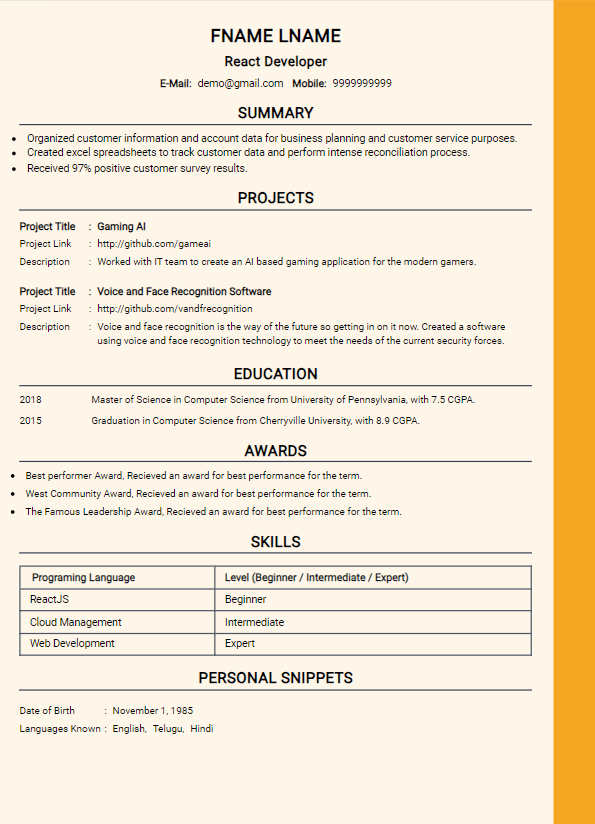 FNAME LNAME
React Developer
E-Mail: demo@gmail.com Mobile: 9999999999
SUMMARY
• Organized customer information and account data for business planning and customer service purposes.
• Created excel spreadsheets to track customer data and perform intense reconciliation process.
• Received 97% positive customer survey results.
PROJECTS
Project Title : Gaming AI
Project Link : http://github.com/gameai
Description : Worked with IT team to create an AI based gaming application for the modern gamers.
Project Title : Voice and Face Recognition Software
Project Link : http://github.com/vandfrecognition
Description : Voice and face recognition is the way of the future so getting in on it now. Created a software
using voice and face recognition technology to meet the needs of the current security forces.
EDUCATION
2018 Master of Science in Computer Science from University of Pennsylvania, with 7.5 CGPA.
2015 Graduation in Computer Science from Cherryville University, with 8.9 CGPA.
AWARDS
• Best performer Award, Recieved an award for best performance for the term.
• West Community Award, Recieved an award for best performance for the term.
• The Famous Leadership Award, Recieved an award for best performance for the term.
SKILLS
Programing Language Level (Beginner / Intermediate / Expert)
ReactJS Beginner
Cloud Management Intermediate
Web Development Expert
PERSONAL SNIPPETS
Date of Birth : November 1, 1985
Languages Known : English, Telugu, Hindi